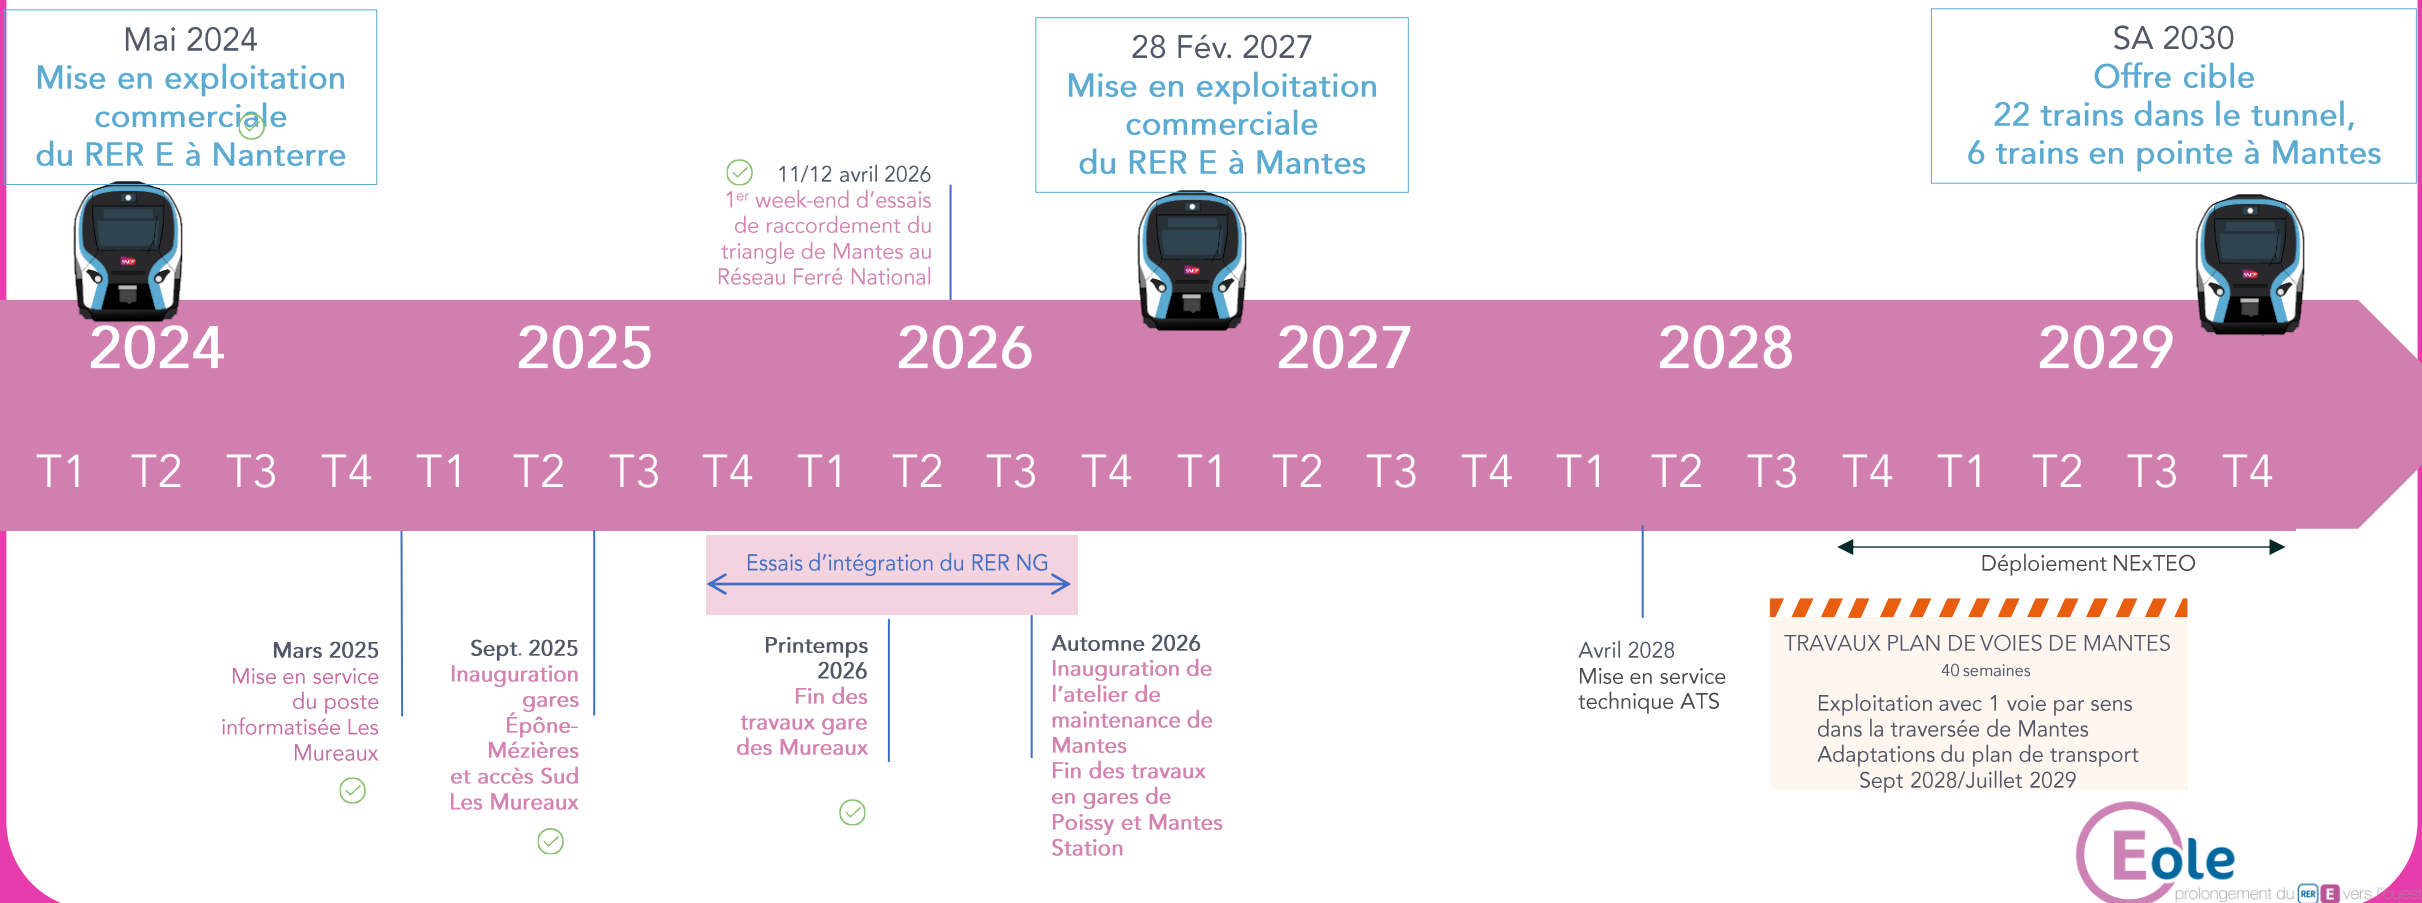 Mai 2024
Mise en exploitation
commerciale
du RER E à Nanterre
11/12 avril 2026
1er week-end d'essais
de raccordement du
triangle de Mantes au
Réseau Ferré National
28 Fév. 2027
Mise en exploitation
commerciale
du RER E à Mantes
SA 2030
Offre cible
22 trains dans le tunnel,
6 trains en pointe à Mantes
2024 2025 2026 2027 2028 2029
T1 T2 T3 T4 T1 T2 T3 T4 T1 T2 T3 T4 T1 T2 T3 T4 T1 T2 T3 T4 T1 T2 T3 T4
Mars 2025
Mise en service
du poste
informatisée Les
Mureaux
Sept. 2025
Inauguration
gares
Épône-
Mézières
et accès Sud
Les Mureaux
Essais d'intégration du RER NG
Printemps
2026
Fin des
travaux gare
des Mureaux
Automne 2026
Inauguration de
l'atelier de
maintenance de
Mantes
Fin des travaux
en gares de
Poissy et Mantes
Station
Avril 2028
Mise en service
technique ATS
Déploiement NExTEO
TRAVAUX PLAN DE VOIES DE MANTES
40 semaines
Exploitation avec 1 voie par sens
dans la traversée de Mantes
Adaptations du plan de transport
Sept 2028/Juillet 2029
Eole
prolongement du RER E vers l'ouest